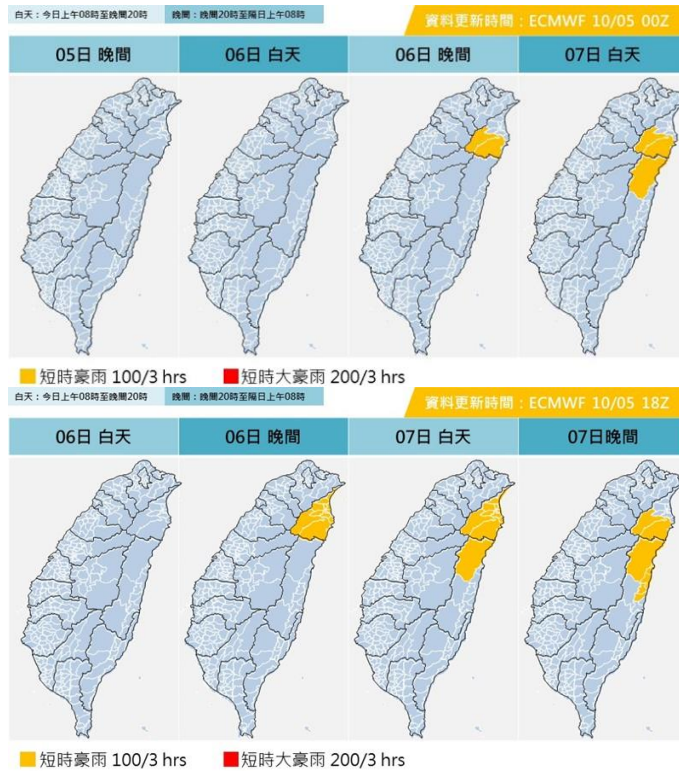 白天：今日上午08時至晚間20時 晚間：晚間20時至隔日上午08時 資料更新時間：ECMWF 10/05 00Z
05日 晚間 06日 白天 06日 晚間 07日 白天
短時豪雨 100/3 hrs 短時大豪雨 200/3 hrs
白天：今日上午08時至晚間20時 晚間：晚間20時至隔日上午08時 資料更新時間：ECMWF 10/05 18Z
06日 白天 06日 晚間 07日 白天 07日晚間
短時豪雨 100/3 hrs 短時大豪雨 200/3 hrs